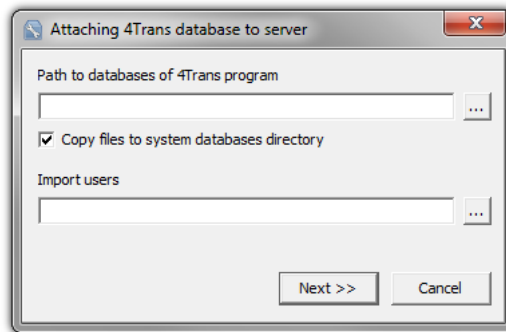 Attaching 4Trans database to server
Path to databases of 4Trans program
...
Copy files to system databases directory
Import users
...
Next >> Cancel